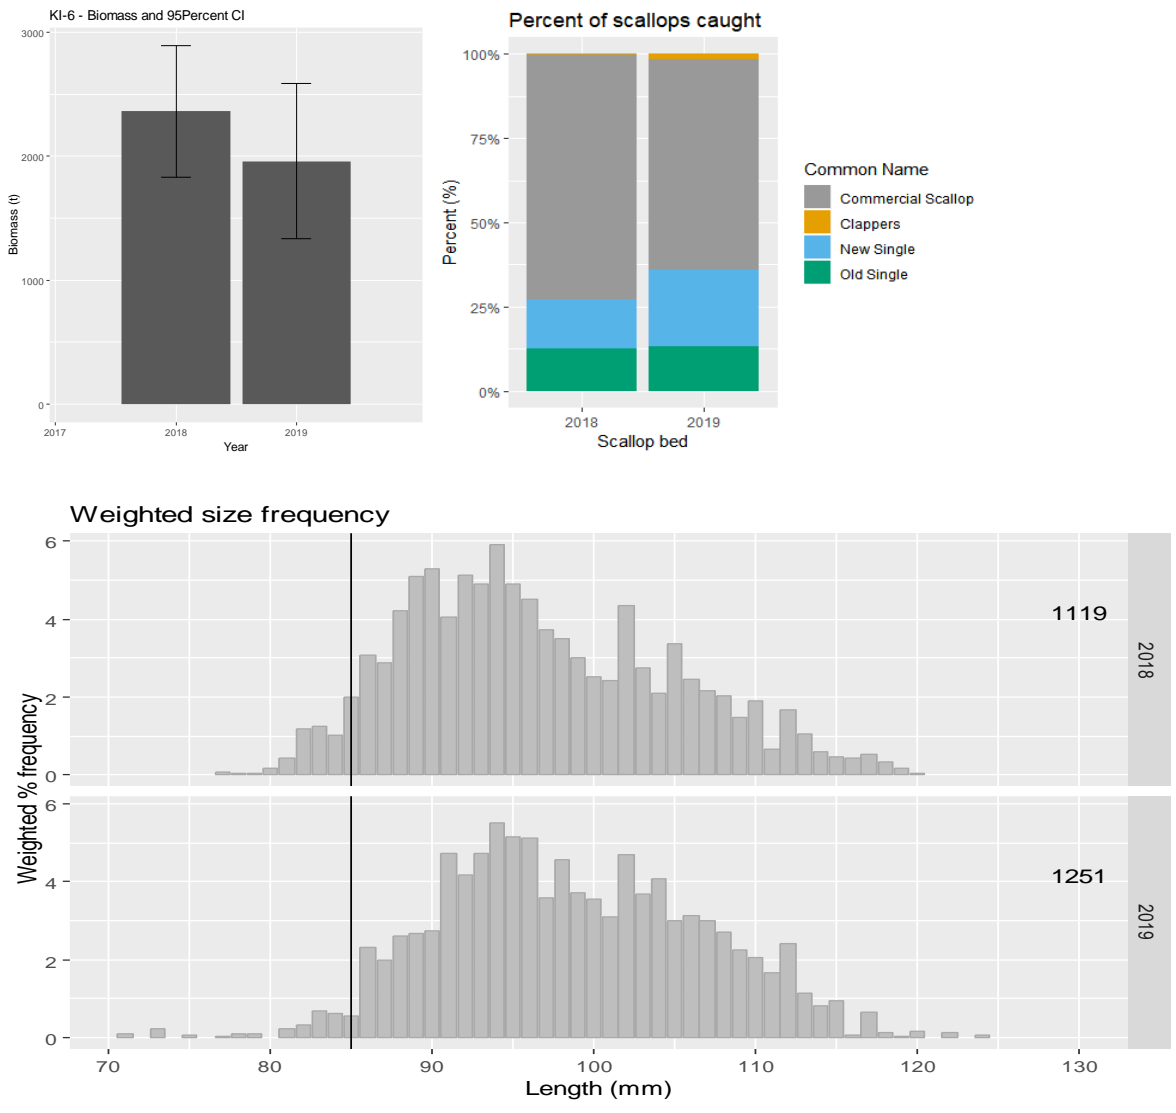 KI-6 - Biomass and 95Percent CI
3000
2000
1000
0
Biomass (t)
2017
2018
2019
Year
Percent of scallops caught
100%
75%
50%
25%
0%
Percent (%)
2018
2019
Scallop bed
Common Name
Commercial Scallop
Clappers
New Single
Old Single
Weighted size frequency
6
4
2
0
1119
2018
Weighted % frequency
6
4
2
0
1251
2019
70
80
90
100
110
120
130
Length (mm)